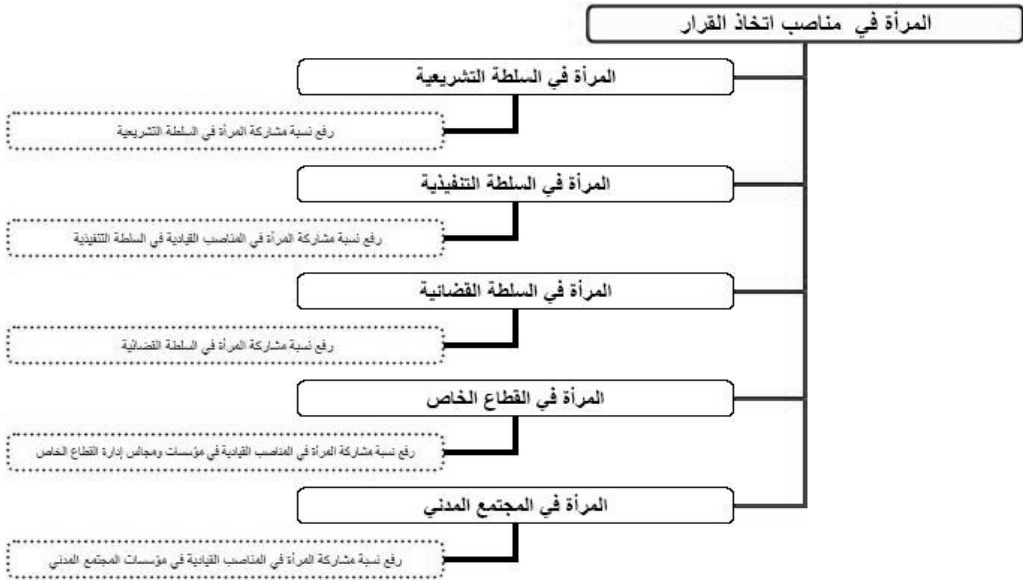 المرأة في مناصب اتخاذ القرار
المرأة في السلطة التشريعية
رفع نسبة مشاركة المرأة في السلطة التشريعية
المرأة في السلطة التنفيذية
رفع نسبة مشاركة المرأة في المناصب القيادية في السلطة التنفيذية
المرأة في السلطة القضائية
رفع نسبة مشاركة المرأة في السلطة القضائية
المرأة في القطاع الخاص
رفع نسبة مشاركة المرأة في المناصب القيادية في مؤسسات ومجالس إدارة القطاع الخاص
المرأة في المجتمع المدني
رفع نسبة مشاركة المرأة في المناصب القيادية في مؤسسات المجتمع المدني